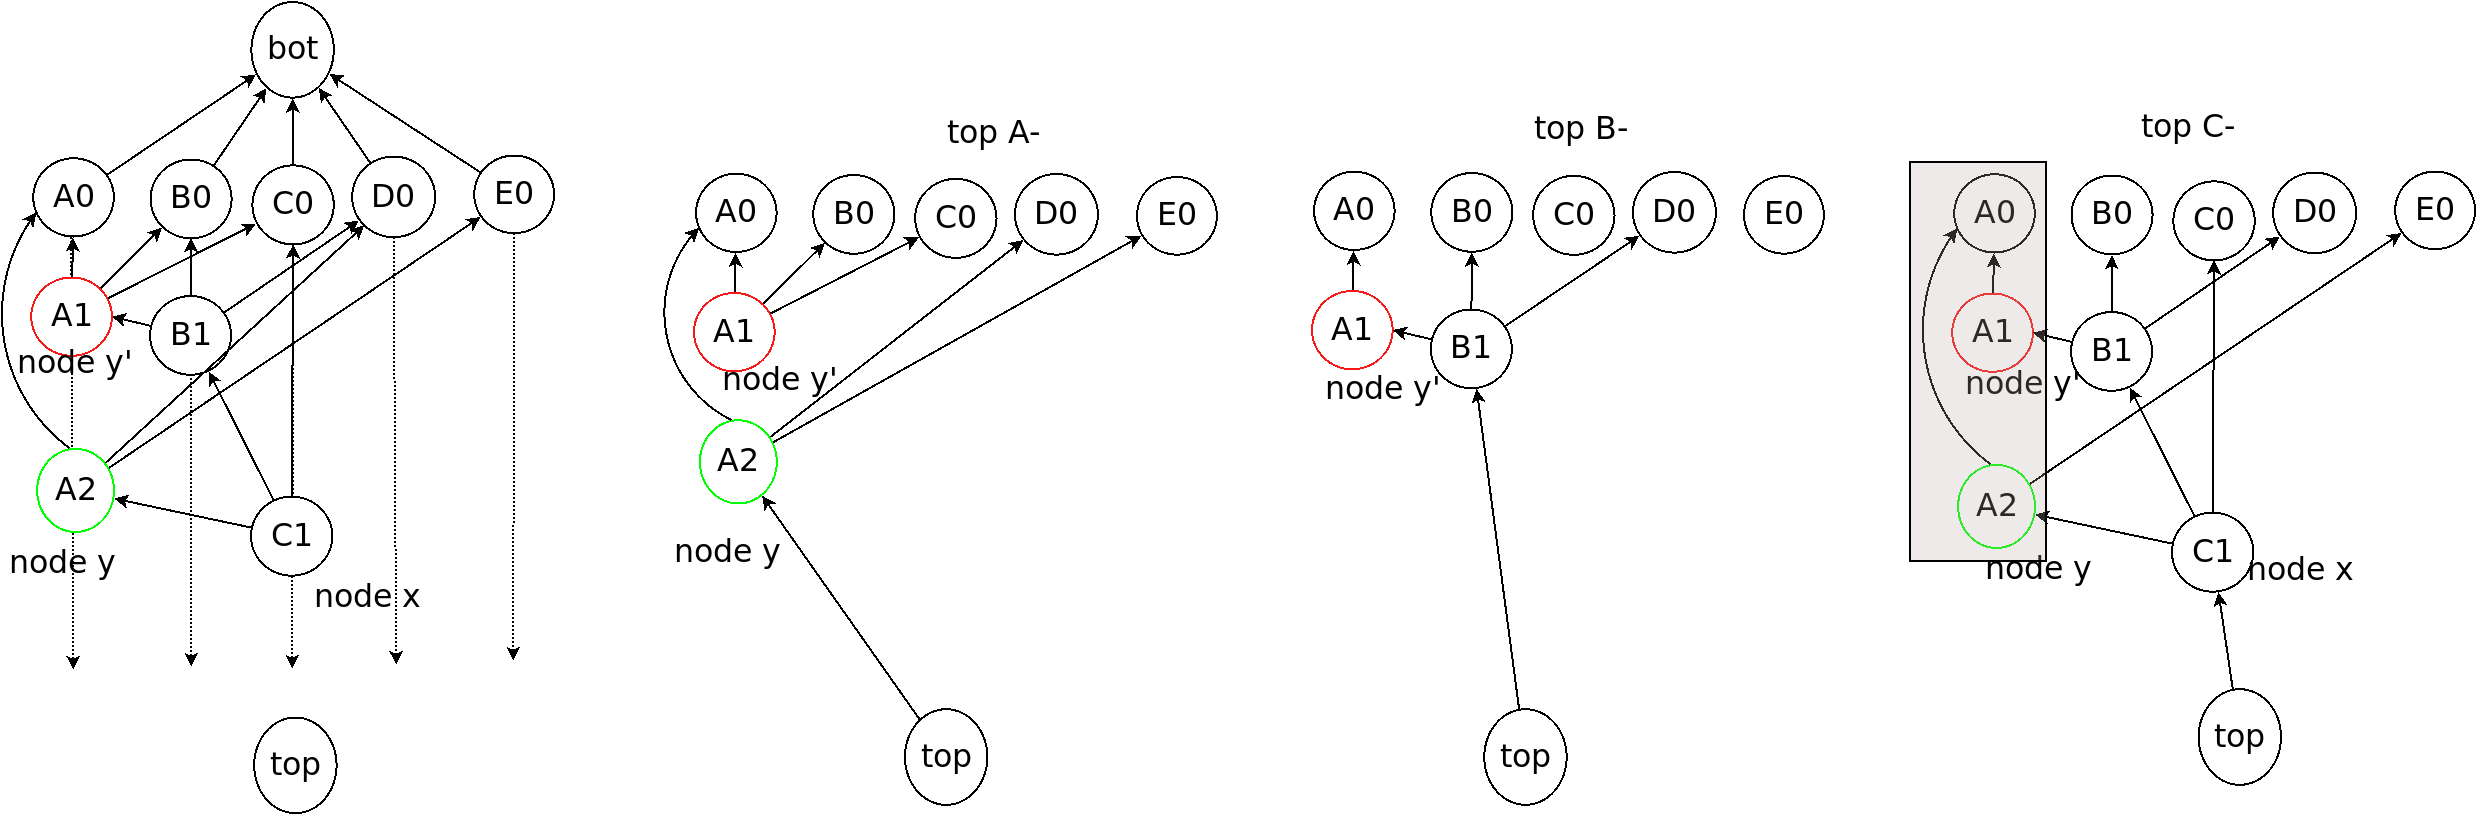 bot
A0
B0
C0
D0
E0
A1
node y'
B1
A2
node y
C1
node x
top
top A-
A0
B0
C0
D0
E0
A1
node y'
A2
node y
top
top B-
A0
B0
C0
D0
E0
A1
node y'
B1
top
top C-
A0
B0
C0
D0
E0
A1
node y'
B1
A2
node y
C1
node x
top